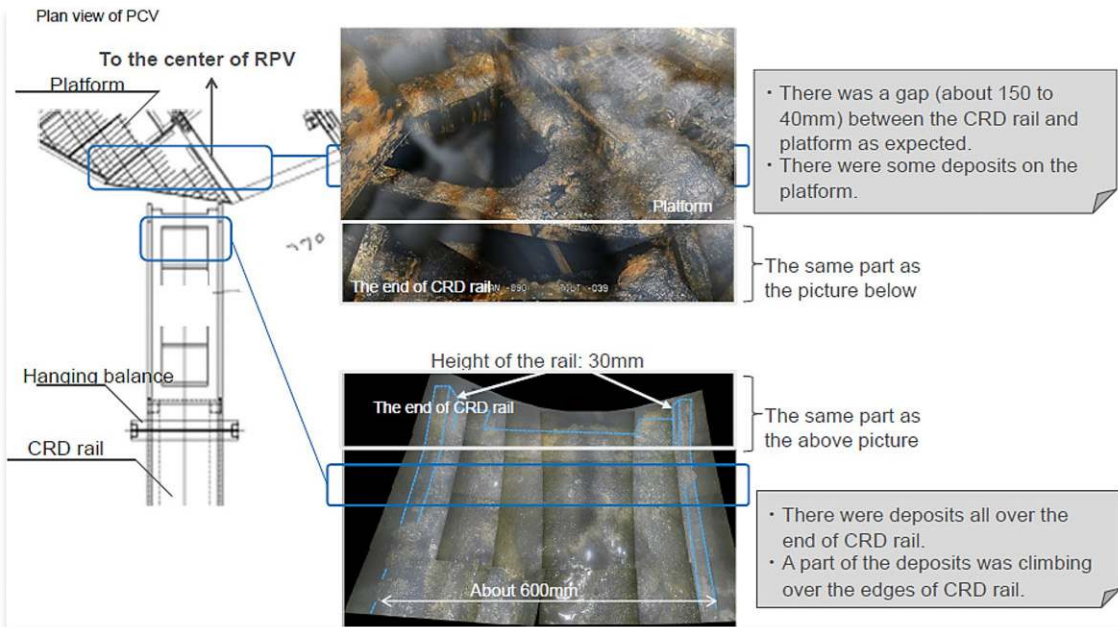 Plan view of PCV
To the center of RPV
Platform
Platform
The end of CRD rail
・There was a gap (about 150 to
40mm) between the CRD rail and
platform as expected.
・There were some deposits on the
platform.
The same part as
the picture below
Hanging balance
CRD rail
Height of the rail: 30mm
The end of CRD rail
About 600mm
The same part as
the above picture
・There were deposits all over the
end of CRD rail.
・A part of the deposits was climbing
over the edges of CRD rail.